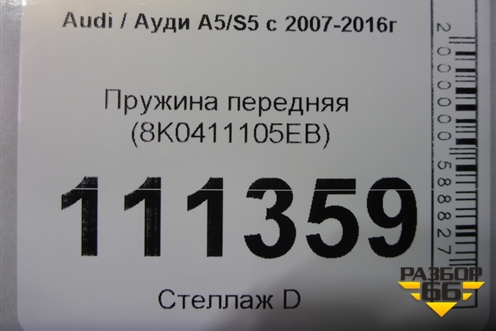 Audi / Ауди A5/S5 с 2007-2016г
Пружина передняя
(8K0411105EB)
111359
Стеллаж D
2000000588827
РАЗБОР
66